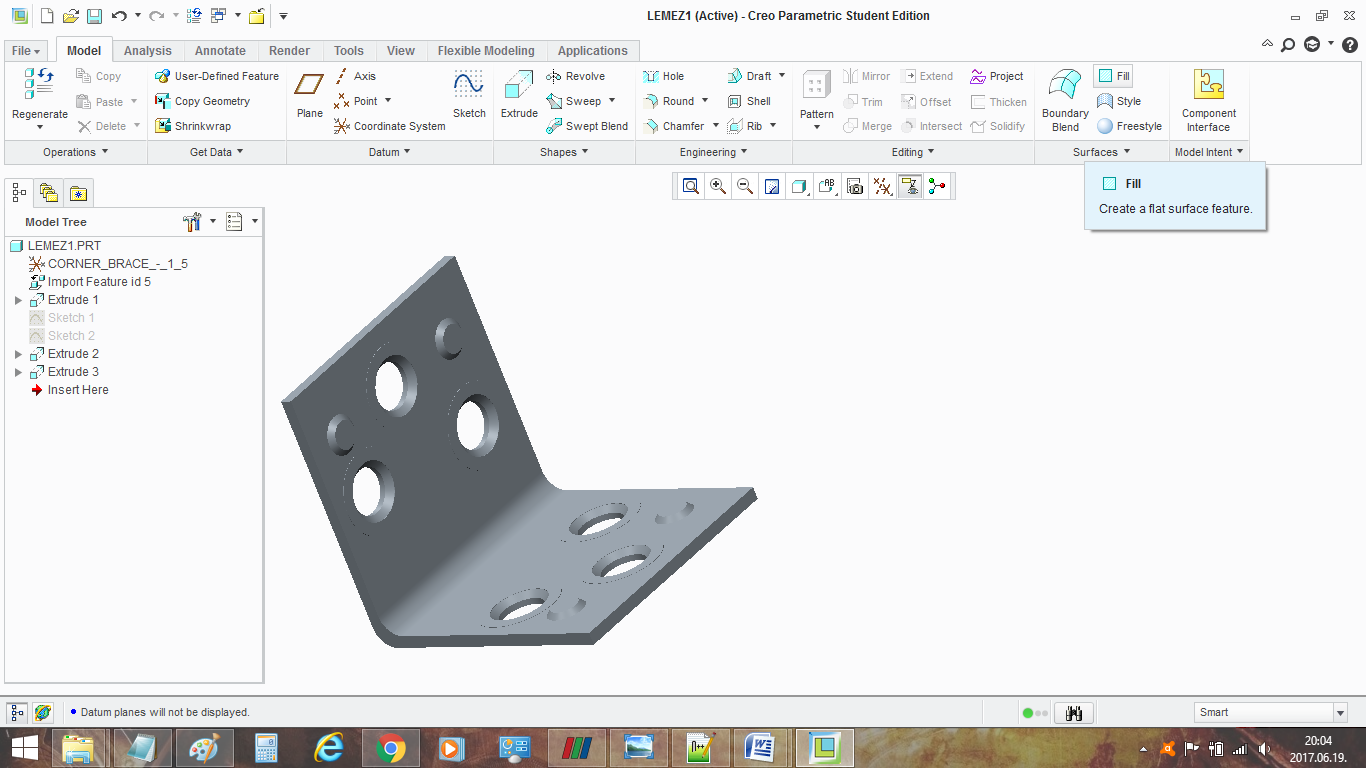 LEMEZ1 (Active) - Creo Parametric Student Edition
File
Model
Analysis
Annotate
Render
Tools
View
Flexible Modeling
Applications
Regenerate
Copy
Paste
Delete
Operations
User-Defined Feature
Copy Geometry
Shrinkwrap
Get Data
Plane
Axis
Point
Coordinate System
Sketch
Datum
Extrude
Revolve
Sweep
Swept Blend
Shapes
Hole
Round
Chamfer
Draft
Shell
Rib
Engineering
Pattern
Mirror
Trim
Merge
Extend
Offset
Intersect
Project
Thicken
Solidify
Editing
Boundary
Blend
Fill
Style
Freestyle
Surfaces
Component
Interface
Model Intent
Fill
Create a flat surface feature.
Model Tree
LEMEZ1.PRT
CORNER_BRACE_-_1_5
Import Feature id 5
Extrude 1
Sketch 1
Sketch 2
Extrude 2
Extrude 3
Insert Here
Datum planes will not be displayed.
Smart
20:04
2017.06.19.